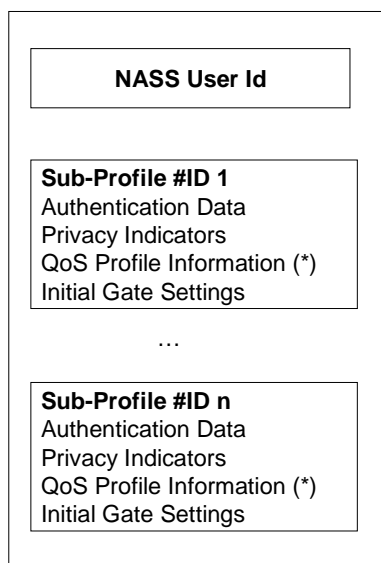 NASS User Id
Sub-Profile #ID 1
Authentication Data
Privacy Indicators
QoS Profile Information (*)
Initial Gate Settings
…
Sub-Profile #ID n
Authentication Data
Privacy Indicators
QoS Profile Information (*)
Initial Gate Settings